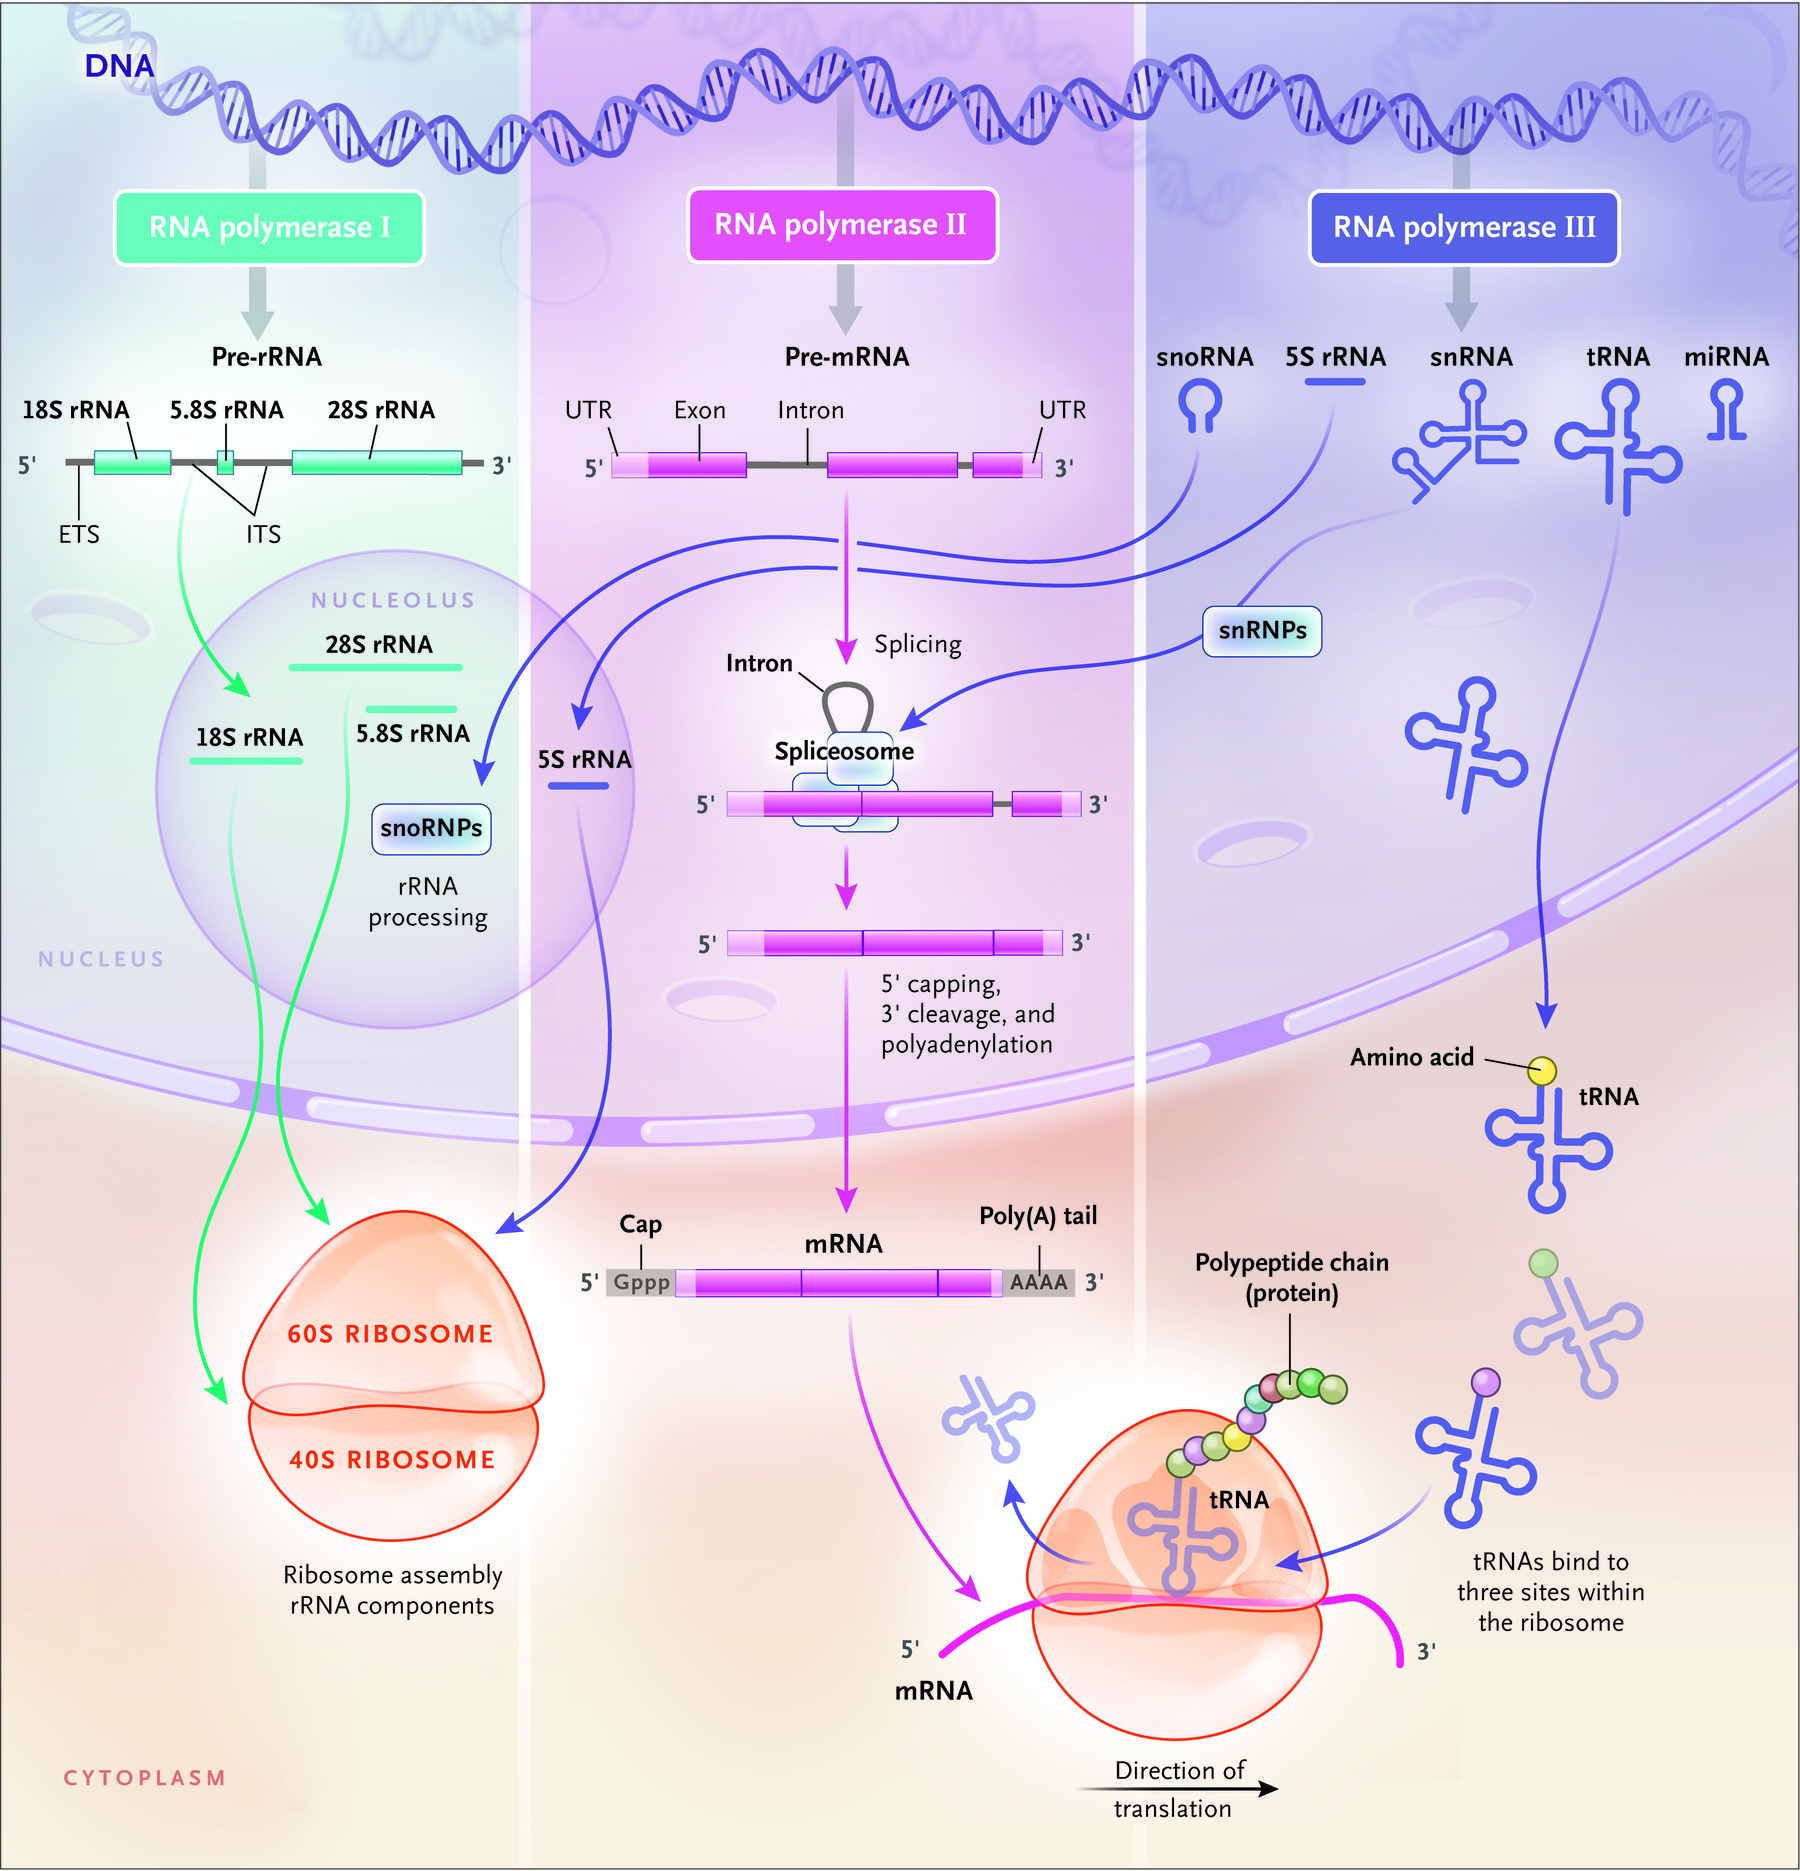 DNA
RNA polymerase I
RNA polymerase II
RNA polymerase III
Pre-rRNA
18S rRNA
5.8S rRNA
28S rRNA
5'
3'
ETS
ITS
Pre-mRNA
UTR
Exon
Intron
UTR
5'
3'
snoRNA
5S rRNA
snRNA
tRNA
miRNA
NUCLEOLUS
28S rRNA
18S rRNA
5.8S rRNA
5S rRNA
snoRNPs
rRNA
processing
NUCLEUS
Splicing
Intron
Spliceosome
5'
3'
snRNPs
5'
3'
5' capping,
3' cleavage, and
polyadenylation
Amino acid
tRNA
Cap
mRNA
Poly(A) tail
5'
Gppp
AAAA
3'
60S RIBOSOME
40S RIBOSOME
Ribosome assembly
rRNA components
Polypeptide chain
(protein)
tRNA
tRNAs bind to
three sites within
the ribosome
5'
3'
mRNA
Direction of
translation
CYTOPLASM